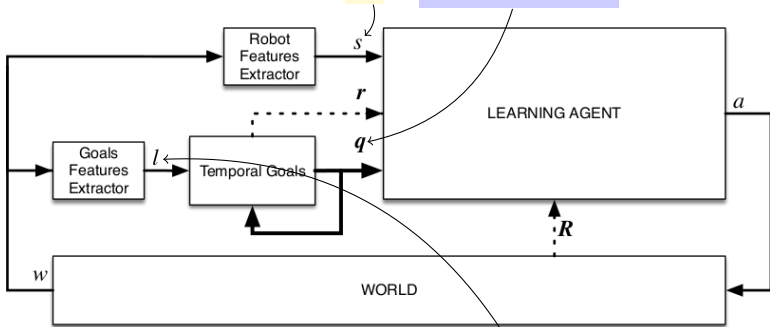 Robot
Features
Extractor
s
r
q
LEARNING AGENT
a
Goals
Features
Extractor
l
Temporal Goals
R
w
WORLD